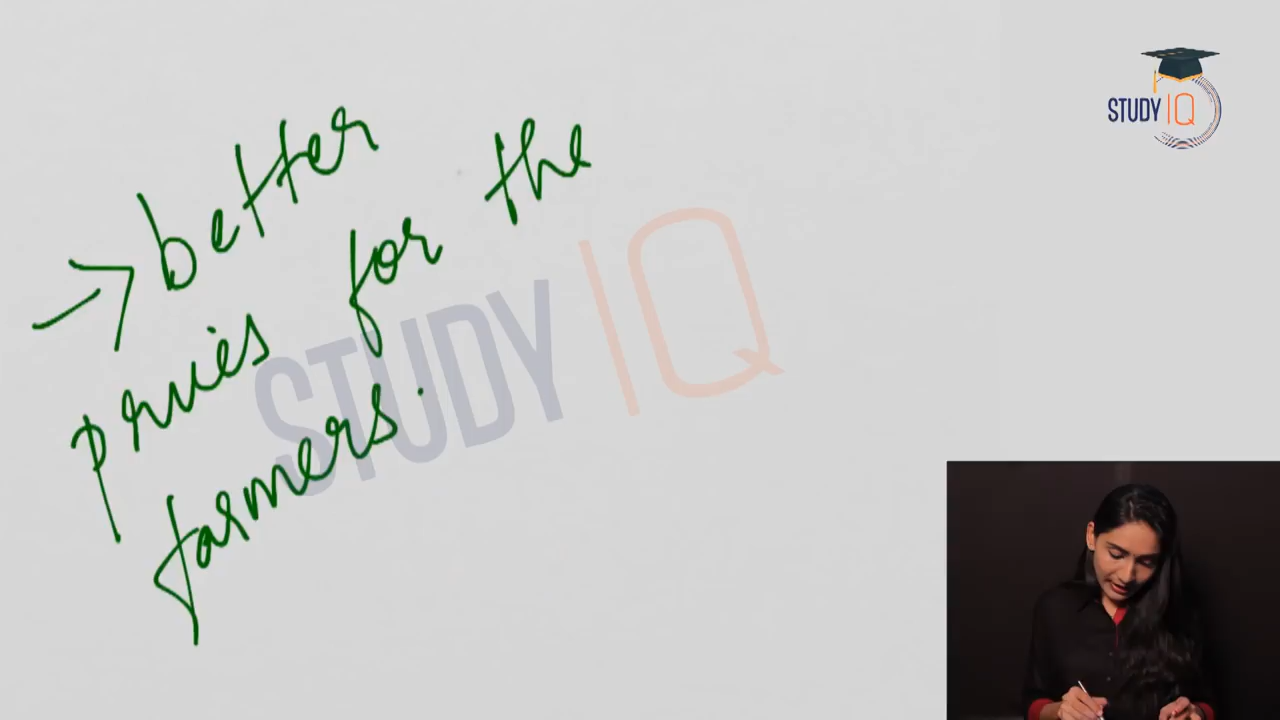 → better
prices for the
farmers.
STUDY IQ
STUDY IQ